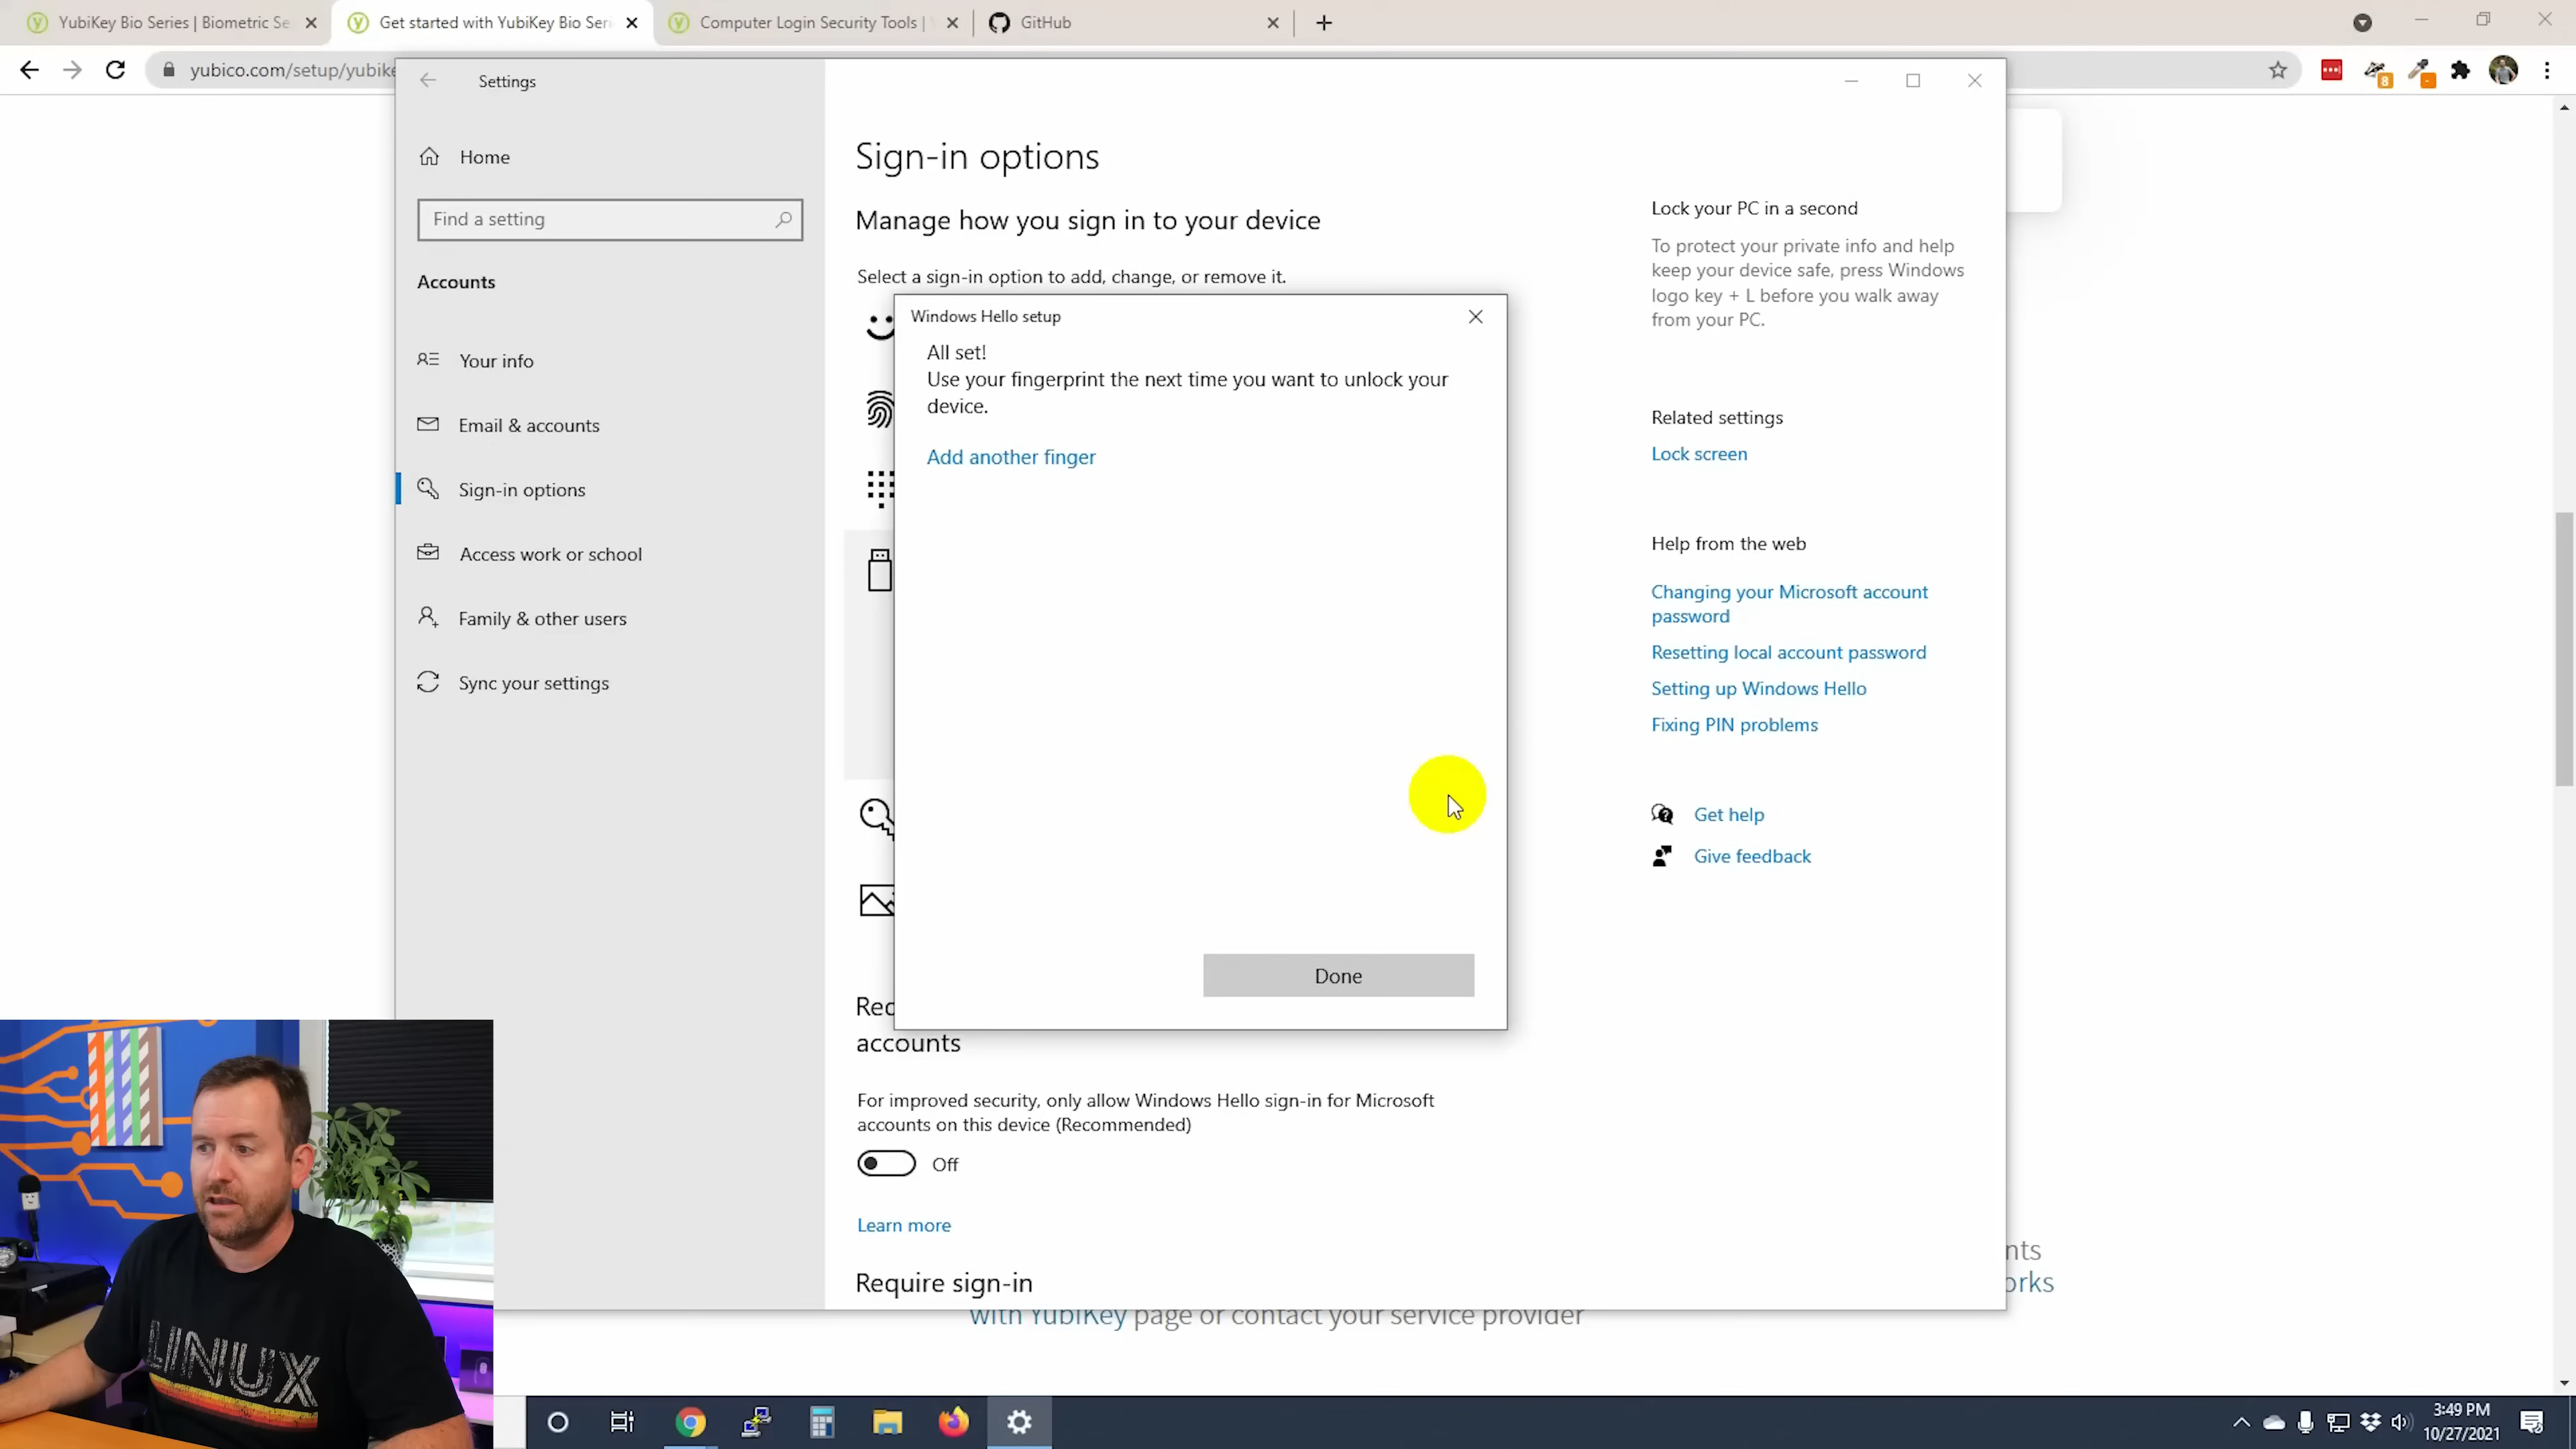 YubiKey Bio Series | Biometric Se
Get started with YubiKey Bio Seri
Computer Login Security Tools |
GitHub
yubico.com/setup/yubike
8
Settings
Home
Find a setting
Accounts
Your info
Email & accounts
Sign-in options
Access work or school
Family & other users
Sync your settings
Sign-in options
Manage how you sign in to your device
Select a sign-in option to add, change, or remove it.
Windows Hello setup
All set!
Use your fingerprint the next time you want to unlock your
device.
Add another finger
Done
Rec
accounts
For improved security, only allow Windows Hello sign-in for Microsoft
accounts on this device (Recommended)
Off
Learn more
Require sign-in
Lock your PC in a second
To protect your private info and help
keep your device safe, press Windows
logo key + L before you walk away
from your PC.
Related settings
Lock screen
Help from the web
Changing your Microsoft account
password
Resetting local account password
Setting up Windows Hello
Fixing PIN problems
Get help
Give feedback
nts
orks
with YubiKey page or contact your service provider
LINUX
3:49 PM
10/27/2021